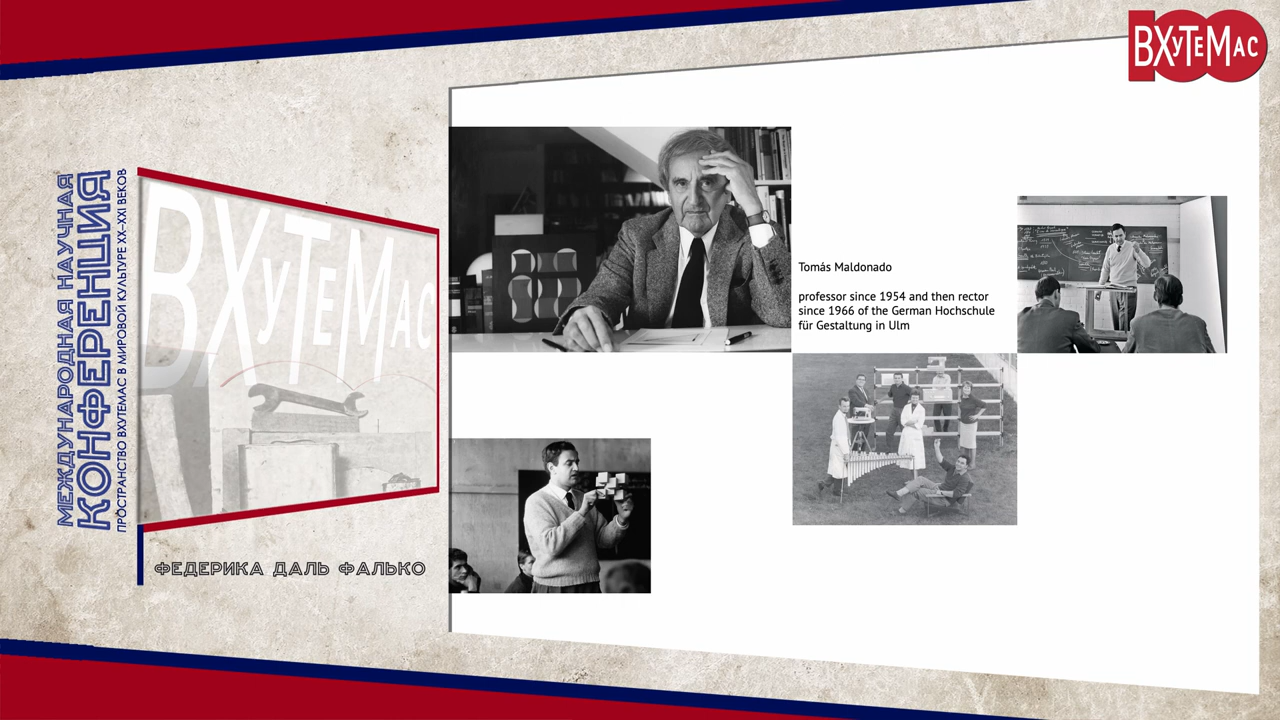 МЕЖДУНАРОДНАЯ НАУЧНАЯ
КОНФЕРЕНЦИЯ
ПРОСТРАНСТВО ВХУТЕМАС В МИРОВОЙ КУЛЬТУРЕ XX–XXI ВЕКОВ
ВХУТЕМАС
ФЕДЕРИКА ДАЛЬ ФАЛЬКО
Tomás Maldonado
professor since 1954 and then rector
since 1966 of the German Hochschule
für Gestaltung in Ulm
100
ВХУТЕМАС